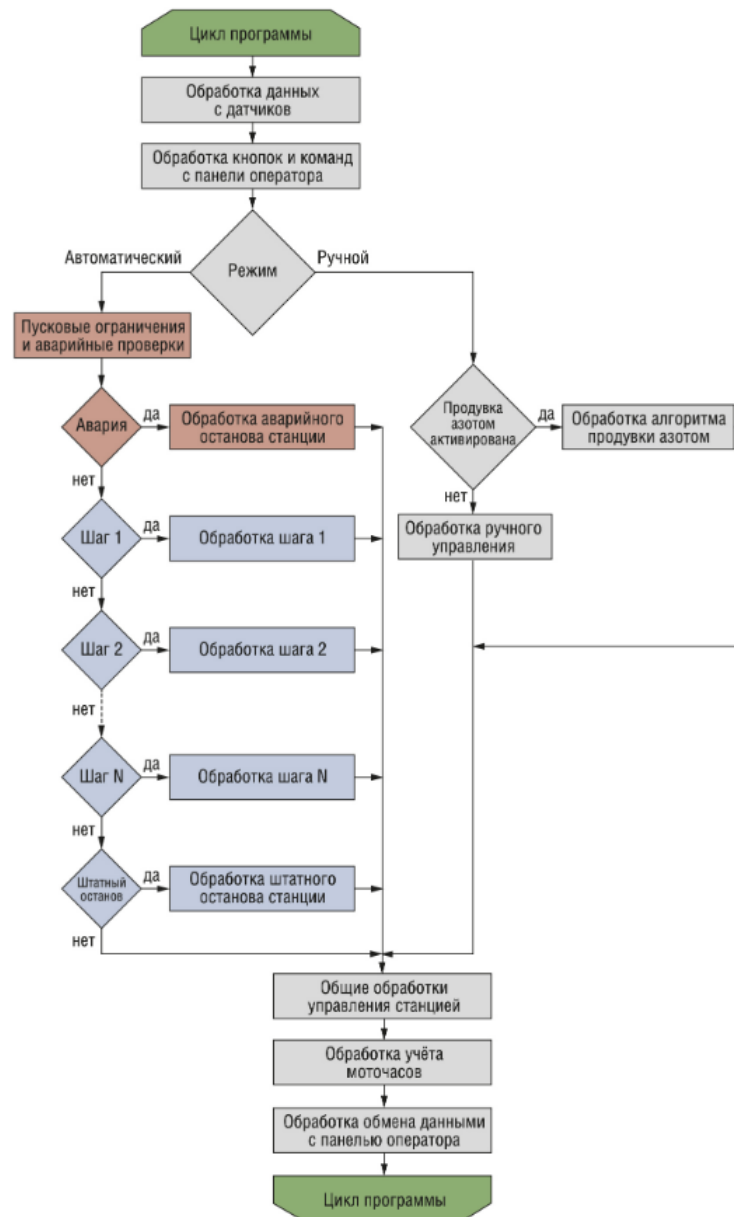 Цикл программы
Обработка данных
с датчиков
Обработка кнопок и команд
с панели оператора
Автоматический
Режим
Ручной
Пусковые ограничения
и аварийные проверки
Авария
да
Обработка аварийного
останова станции
Продувка
азотом
активирована
да
Обработка алгоритма
продувки азотом
нет
нет
Шаг 1
да
Обработка шага 1
Обработка ручного
управления
нет
Шаг 2
да
Обработка шага 2
нет
Шаг N
да
Обработка шага N
нет
Штатный
останов
да
Обработка штатного
останова станции
нет
Общие обработки
управления станцией
Обработка учёта
моточасов
Обработка обмена данными
с панелью оператора
Цикл программы